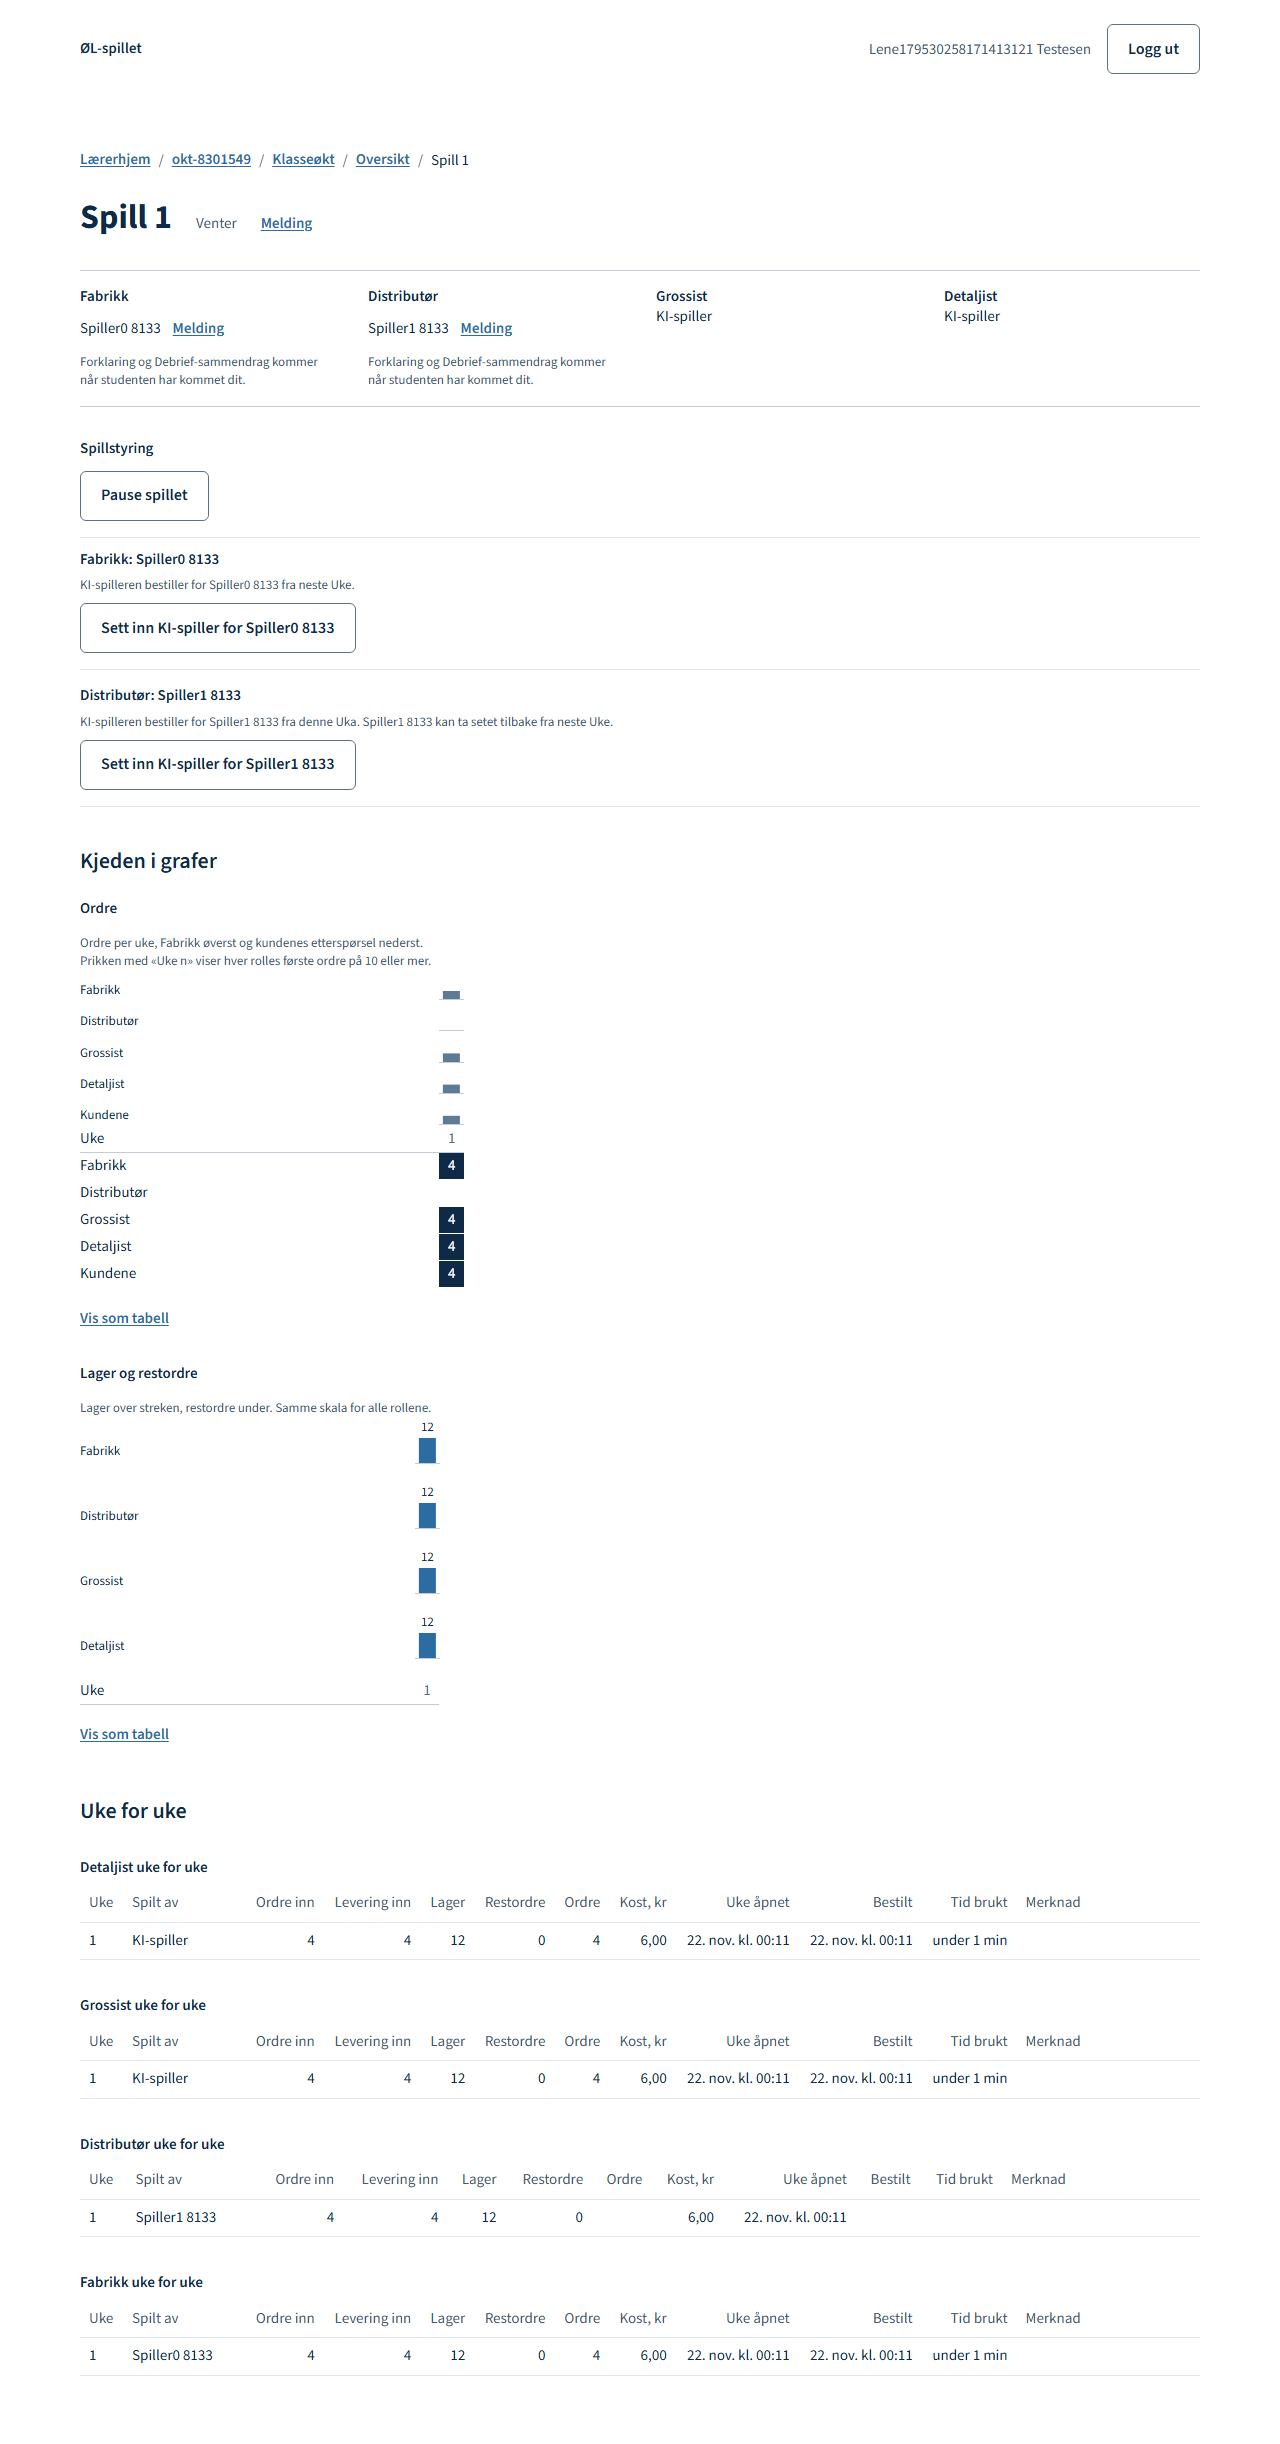 ØL-spillet
Lene179530258171413121 Testesen
Logg ut
Lærerhjem / okt-8301549 / Klasseøkt / Oversikt / Spill 1
Spill 1 Venter Melding
Fabrikk
Spiller0 8133 Melding
Forklaring og Debrief-sammendrag kommer
når studenten har kommet dit.
Distributør
Spiller1 8133 Melding
Forklaring og Debrief-sammendrag kommer
når studenten har kommet dit.
Grossist
KI-spiller
Detaljist
KI-spiller
Spillstyring
Pause spillet
Fabrikk: Spiller0 8133
KI-spilleren bestiller for Spiller0 8133 fra neste Uke.
Sett inn KI-spiller for Spiller0 8133
Distributør: Spiller1 8133
KI-spilleren bestiller for Spiller1 8133 fra denne Uka. Spiller1 8133 kan ta setet tilbake fra neste Uke.
Sett inn KI-spiller for Spiller1 8133
Kjeden i grafer
Ordre
Ordre per uke, Fabrikk øverst og kundenes etterspørsel nederst.
Prikken med «Uke n» viser hver rolles første ordre på 10 eller mer.
Fabrikk
Distributør
Grossist
Detaljist
Kundene
Uke 1
Fabrikk 4
Distributør
Grossist 4
Detaljist 4
Kundene 4
Vis som tabell
Lager og restordre
Lager over streken, restordre under. Samme skala for alle rollene.
12
Fabrikk
12
Distributør
12
Grossist
12
Detaljist
Uke 1
Vis som tabell
Uke for uke
Detaljist uke for uke
Uke Spilt av Ordre inn Levering inn Lager Restordre Ordre Kost, kr Uke åpnet Bestilt Tid brukt Merknad
1 KI-spiller 4 4 12 0 4 6,00 22. nov. kl. 00:11 22. nov. kl. 00:11 under 1 min
Grossist uke for uke
Uke Spilt av Ordre inn Levering inn Lager Restordre Ordre Kost, kr Uke åpnet Bestilt Tid brukt Merknad
1 KI-spiller 4 4 12 0 4 6,00 22. nov. kl. 00:11 22. nov. kl. 00:11 under 1 min
Distributør uke for uke
Uke Spilt av Ordre inn Levering inn Lager Restordre Ordre Kost, kr Uke åpnet Bestilt Tid brukt Merknad
1 Spiller1 8133 4 4 12 0 6,00 22. nov. kl. 00:11
Fabrikk uke for uke
Uke Spilt av Ordre inn Levering inn Lager Restordre Ordre Kost, kr Uke åpnet Bestilt Tid brukt Merknad
1 Spiller0 8133 4 4 12 0 4 6,00 22. nov. kl. 00:11 22. nov. kl. 00:11 under 1 min